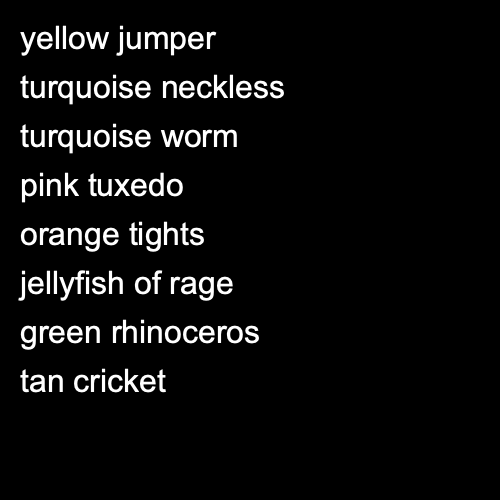 yellow jumper
turquoise neckless
turquoise worm
pink tuxedo
orange tights
jellyfish of rage
green rhinoceros
tan cricket